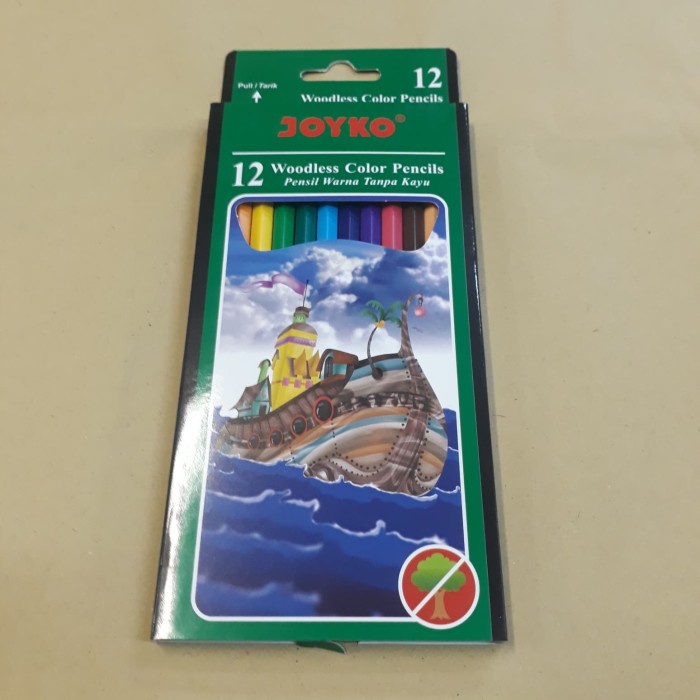 Pull / Tarik
12
Woodless Color Pencils
JOYKO®
12 Woodless Color Pencils
Pensil Warna Tanpa Kayu